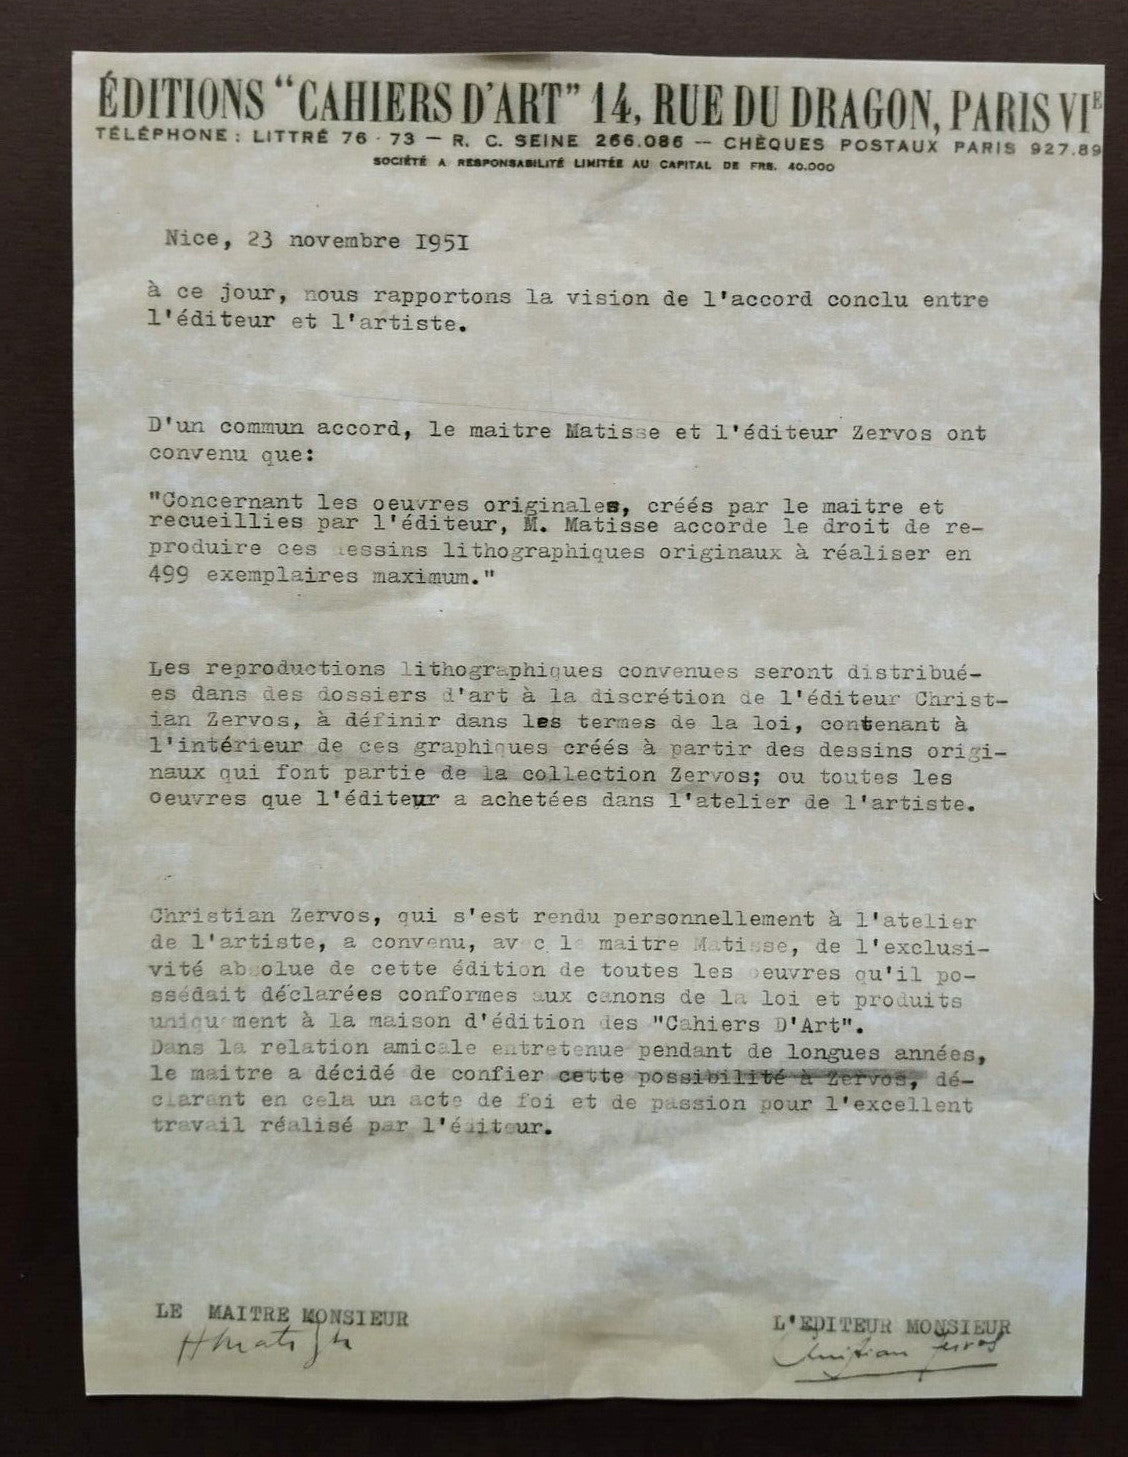 ÉDITIONS "CAHIERS D'ART" 14, RUE DU DRAGON, PARIS VIE
TÉLÉPHONE : LITTRÉ 76 - 73 — R. C. SEINE 266.086 — CHÈQUES POSTAUX PARIS 927.89
SOCIÉTÉ A RESPONSABILITÉ LIMITÉE AU CAPITAL DE FRS. 40.000
Nice, 23 novembre 1951
à ce jour, nous rapportons la vision de l'accord conclu entre
l'éditeur et l'artiste.
D'un commun accord, le maitre Matisse et l'éditeur Zervos ont
convenu que:
"Concernant les oeuvres originales, créés par le maitre et
recueillies par l'éditeur, M. Matisse accorde le droit de re-
produire ces dessins lithographiques originaux à réaliser en
499 exemplaires maximum."
Les reproductions lithographiques convenues seront distribué-
es dans des dossiers d'art à la discrétion de l'éditeur Christ-
ian Zervos, à définir dans les termes de la loi, contenant à
l'intérieur de ces graphiques créés à partir des dessins origi-
naux qui font partie de la collection Zervos; ou toutes les
oeuvres que l'éditeur a achetées dans l'atelier de l'artiste.
Christian Zervos, qui s'est rendu personnellement à l'atelier
de l'artiste, a convenu, avec le maitre Matisse, de l'exclusi-
vité absolue de cette édition de toutes les oeuvres qu'il po-
ssédait déclarées conformes aux canons de la loi et produits
uniquement à la maison d'édition des "Cahiers D'Art".
Dans la relation amicale entretenue pendant de longues années,
le maitre a décidé de confier cette possibilité à Zervos, dé-
clarant en cela un acte de foi et de passion pour l'excellent
travail réalisé par l'éditeur.
LE MAITRE MONSIEUR
L'EDITEUR MONSIEUR
H Matisse
Christian Zervos